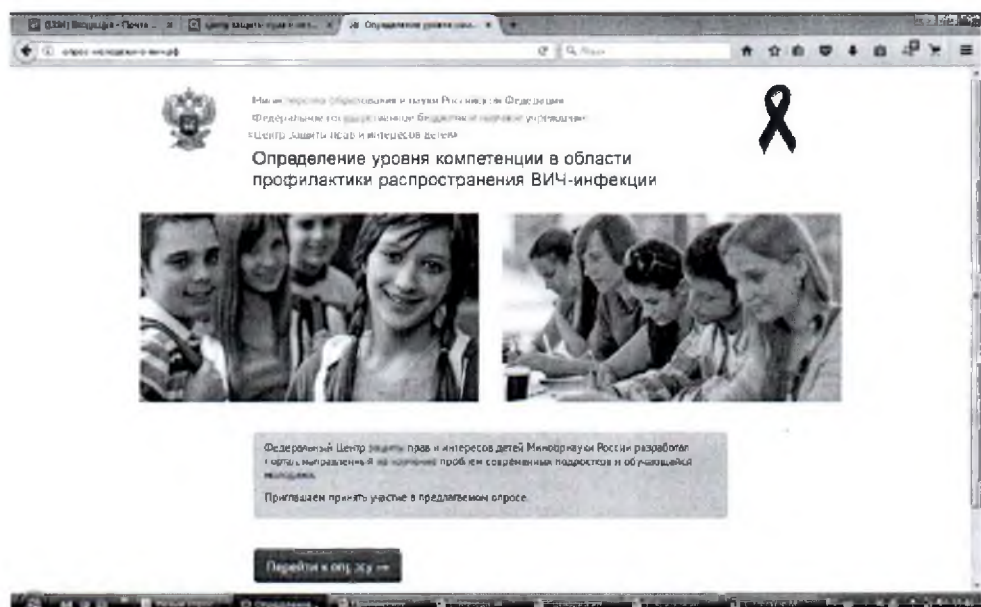 Министерство образования и науки Российской Федерации
Федеральное государственное бюджетное учреждение
«Центр защиты прав и интересов детей»
Определение уровня компетенции в области
профилактики распространения ВИЧ-инфекции
Федеральный Центр защиты прав и интересов детей Минобрнауки России разработал
портал, направленный на изучение проблем современных подростков и обучающейся
молодежи.
Приглашаем принять участие в предлагаемом опросе.
Перейти к опросу